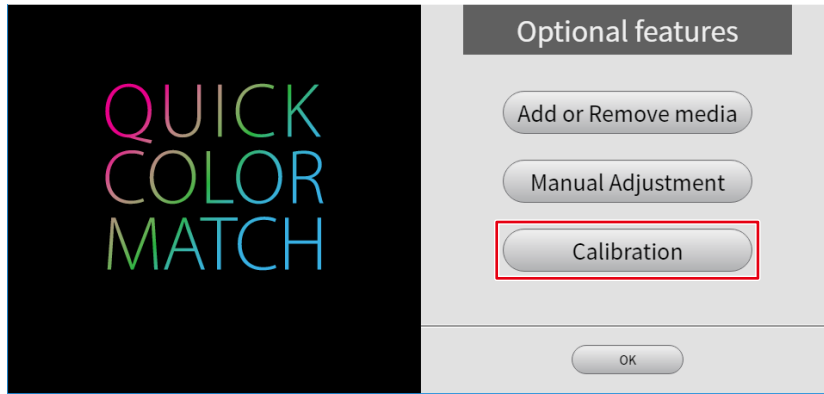 QUICK
COLOR
MATCH
Optional features
Add or Remove media
Manual Adjustment
Calibration
OK